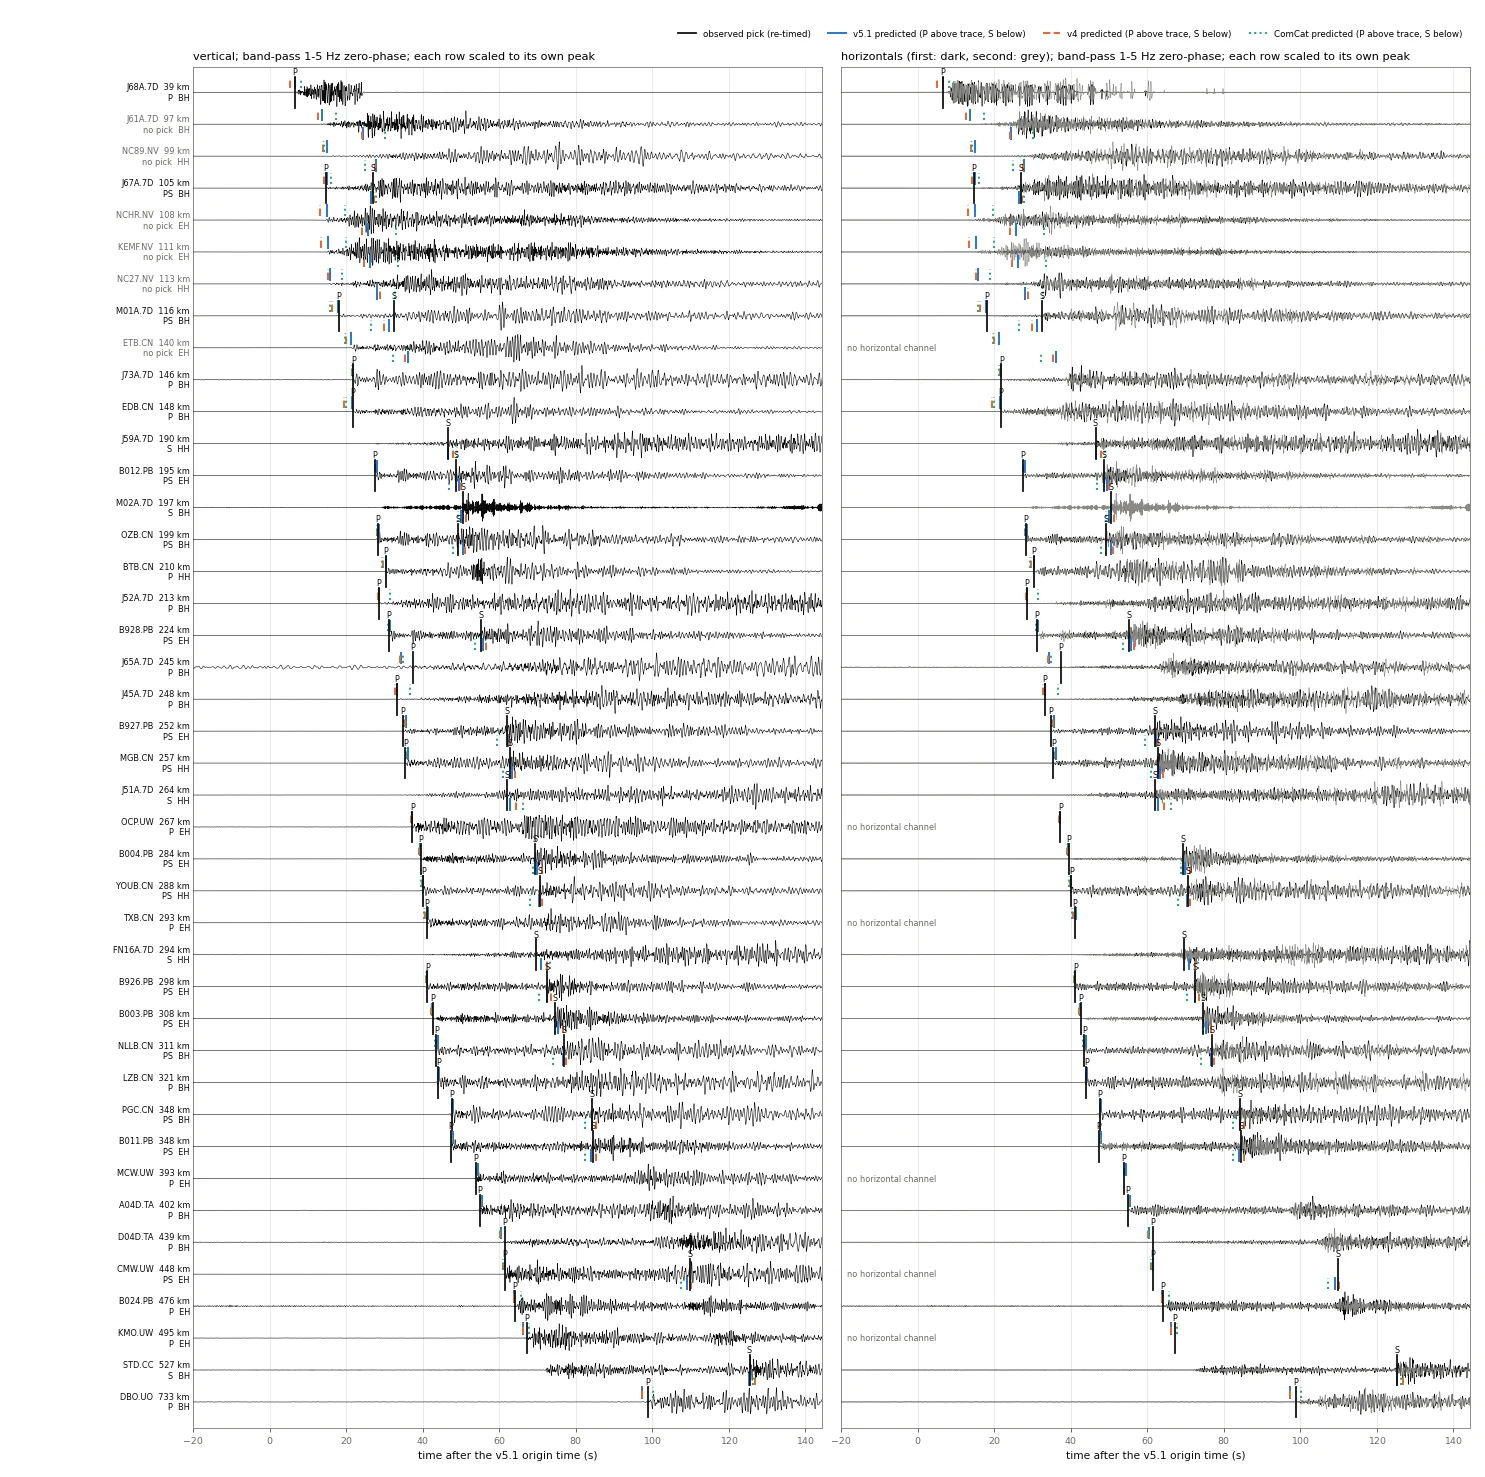 observed pick (re-timed)
v5.1 predicted (P above trace, S below)
v4 predicted (P above trace, S below)
ComCat predicted (P above trace, S below)
vertical; band-pass 1-5 Hz zero-phase; each row scaled to its own peak
horizontals (first: dark, second: grey); band-pass 1-5 Hz zero-phase; each row scaled to its own peak
J68A.7D 39 km
P BH
J61A.7D 97 km
no pick BH
NC89.NV 99 km
no pick HH
J67A.7D 105 km
PS BH
NCHR.NV 108 km
no pick EH
KEMF.NV 111 km
no pick EH
NC27.NV 113 km
no pick HH
M01A.7D 116 km
PS BH
ETB.CN 140 km
no pick EH
no horizontal channel
J73A.7D 146 km
P BH
EDB.CN 148 km
P BH
J59A.7D 190 km
S HH
B012.PB 195 km
PS EH
M02A.7D 197 km
S BH
OZB.CN 199 km
PS BH
BTB.CN 210 km
P HH
J52A.7D 213 km
P BH
B928.PB 224 km
PS EH
J65A.7D 245 km
P BH
J45A.7D 248 km
P BH
B927.PB 252 km
PS EH
MGB.CN 257 km
PS HH
J51A.7D 264 km
S HH
OCP.UW 267 km
P EH
no horizontal channel
B004.PB 284 km
PS EH
YOUB.CN 288 km
PS HH
TXB.CN 293 km
P EH
no horizontal channel
FN16A.7D 294 km
S HH
B926.PB 298 km
PS EH
B003.PB 308 km
PS EH
NLLB.CN 311 km
PS BH
LZB.CN 321 km
P BH
PGC.CN 348 km
PS BH
B011.PB 348 km
PS EH
MCW.UW 393 km
P EH
no horizontal channel
A04D.TA 402 km
P BH
D04D.TA 439 km
P BH
CMW.UW 448 km
PS EH
no horizontal channel
B024.PB 476 km
P EH
KMO.UW 495 km
P EH
no horizontal channel
STD.CC 527 km
S BH
DBO.UO 733 km
P BH
−20 0 20 40 60 80 100 120 140
−20 0 20 40 60 80 100 120 140
time after the v5.1 origin time (s)
time after the v5.1 origin time (s)